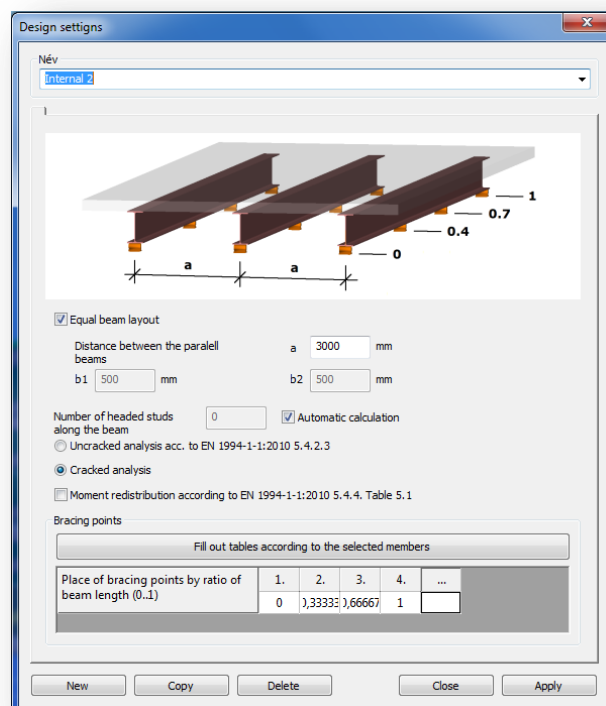 Design settigns
Név
Internal 2
1
0.7
0.4
0
a a
Equal beam layout
Distance between the paralell
beams
a 3000 mm
b1 500 mm b2 500 mm
Number of headed studs
along the beam
0 Automatic calculation
Uncracked analysis acc. to EN 1994-1-1:2010 5.4.2.3
Cracked analysis
Moment redistribution according to EN 1994-1-1:2010 5.4.4. Table 5.1
Bracing points
Fill out tables according to the selected members
Place of bracing points by ratio of
beam length (0..1)
1. 2. 3. 4. ...
0 0,33333 0,66667 1
New Copy Delete Close Apply